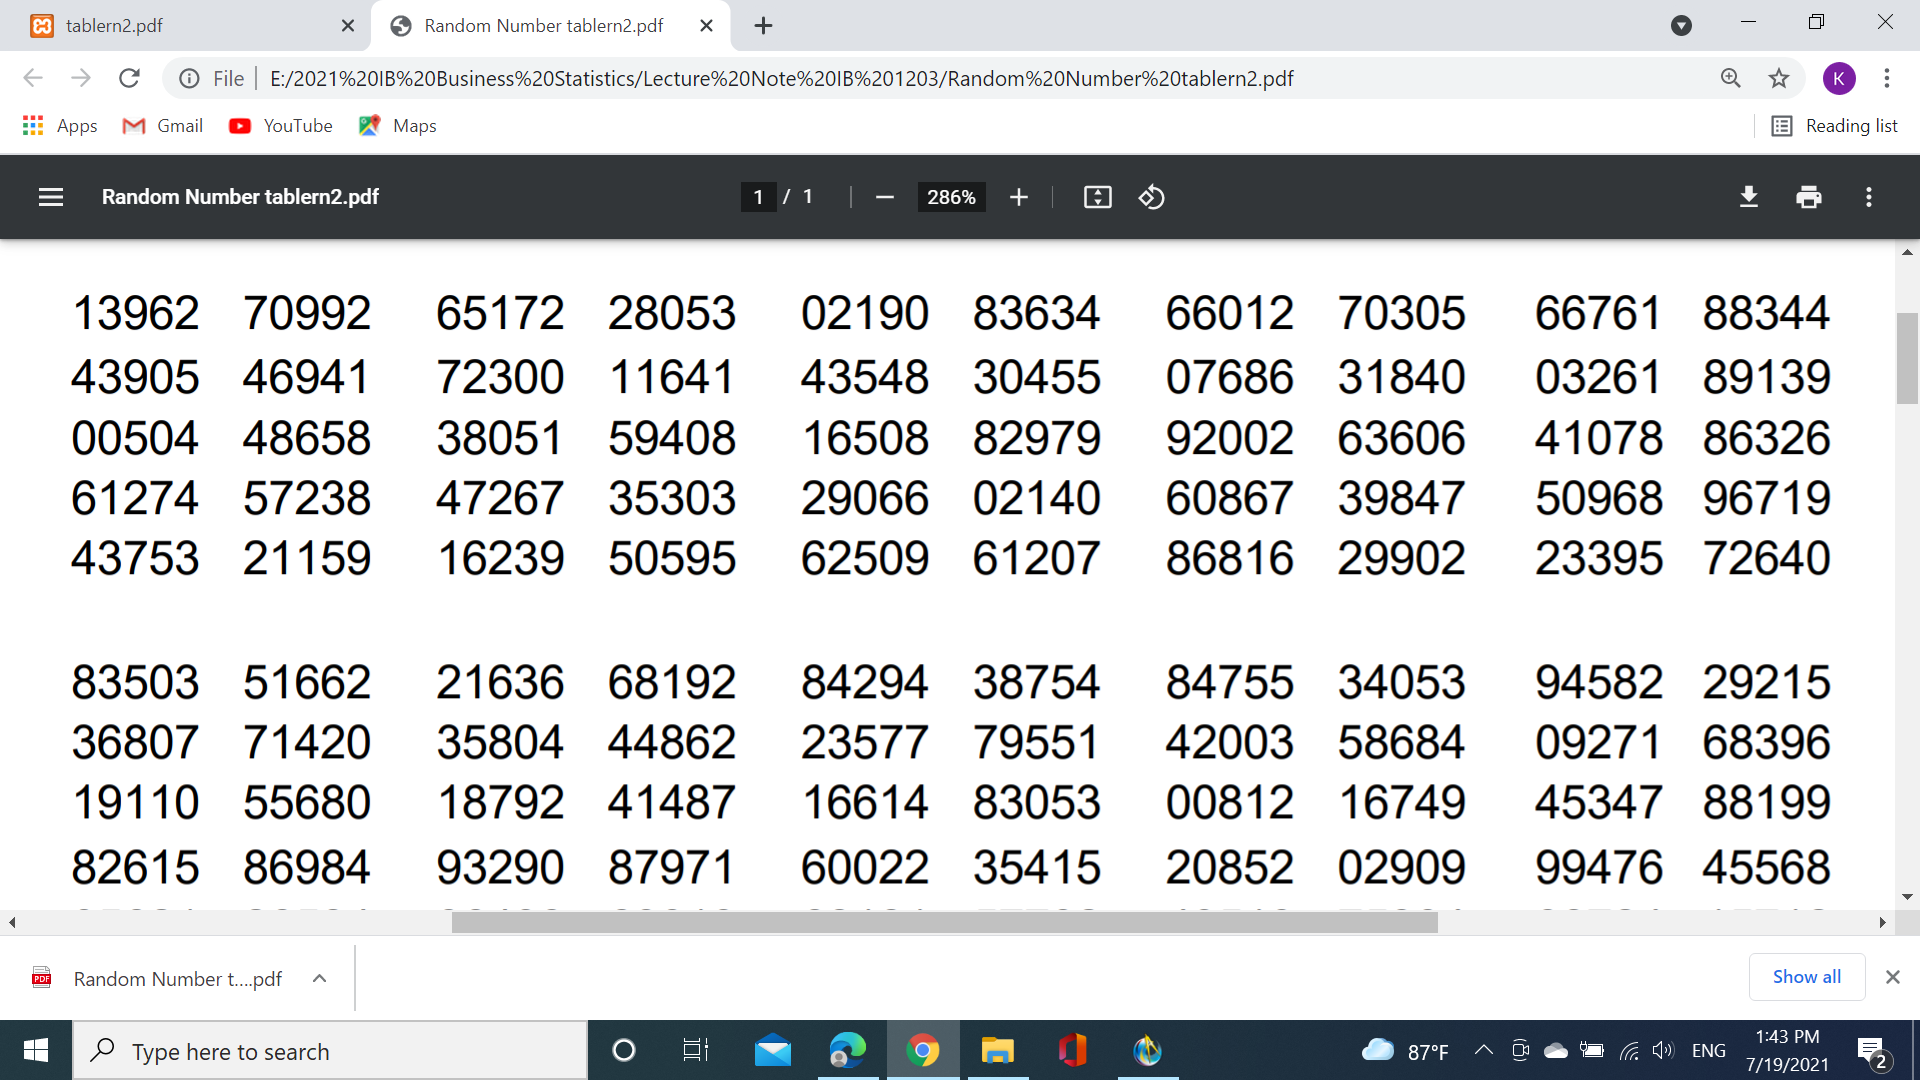 tablern2.pdf
Random Number tablern2.pdf
File
E:/2021%20IB%20Business%20Statistics/Lecture%20Note%20IB%201203/Random%20Number%20tablern2.pdf
K
Apps Gmail YouTube Maps Reading list
Random Number tablern2.pdf 1 / 1 286%
13962 70992 65172 28053 02190 83634 66012 70305 66761 88344
43905 46941 72300 11641 43548 30455 07686 31840 03261 89139
00504 48658 38051 59408 16508 82979 92002 63606 41078 86326
61274 57238 47267 35303 29066 02140 60867 39847 50968 96719
43753 21159 16239 50595 62509 61207 86816 29902 23395 72640
83503 51662 21636 68192 84294 38754 84755 34053 94582 29215
36807 71420 35804 44862 23577 79551 42003 58684 09271 68396
19110 55680 18792 41487 16614 83053 00812 16749 45347 88199
82615 86984 93290 87971 60022 35415 20852 02909 99476 45568
PDF Random Number t....pdf Show all
Type here to search 87°F ENG 1:43 PM
7/19/2021 2